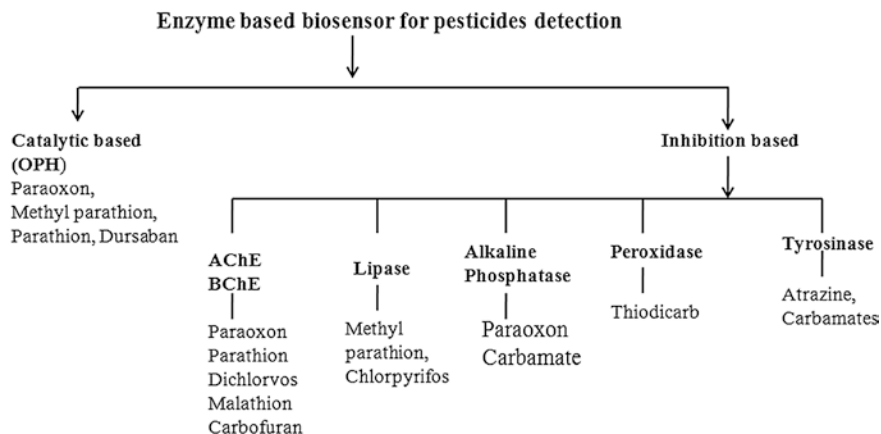 Enzyme based biosensor for pesticides detection
Catalytic based
(OPH)
Paraoxon,
Methyl parathion,
Parathion, Dursaban
Inhibition based
AChE
BChE
Paraoxon
Parathion
Dichlorvos
Malathion
Carbofuran
Lipase
Methyl
parathion,
Chlorpyrifos
Alkaline
Phosphatase
Paraoxon
Carbamate
Peroxidase
Thiodicarb
Tyrosinase
Atrazine,
Carbamates